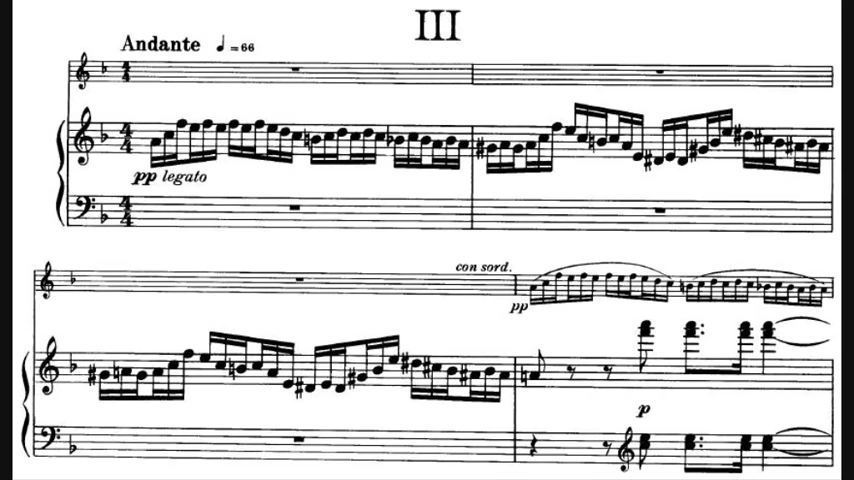 III
Andante ♩ = 66
pp legato
con sord.
pp
p